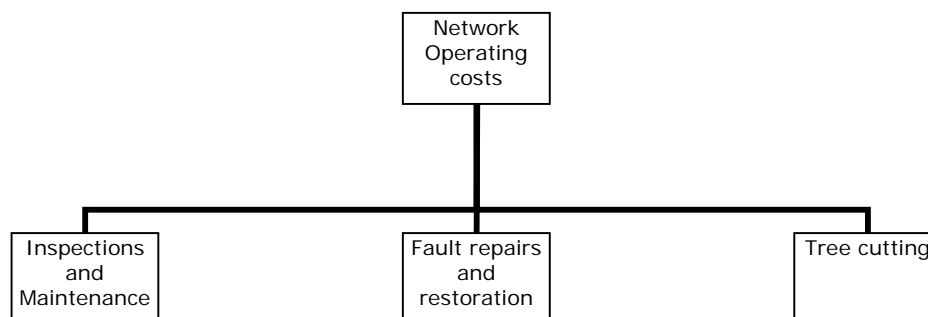 Network
Operating
costs
Inspections
and
Maintenance
Fault repairs
and
restoration
Tree cutting